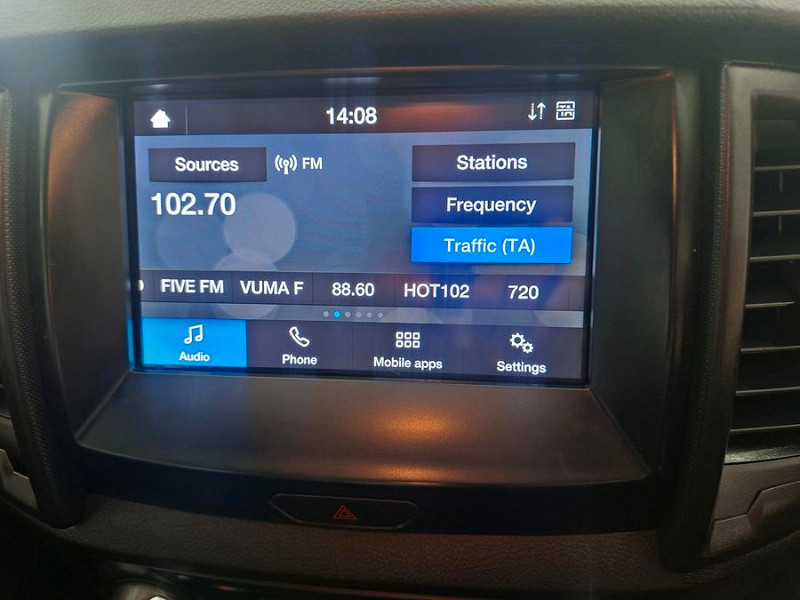 14:08
Sources FM Stations
102.70 Frequency
Traffic (TA)
FIVE FM VUMA F 88.60 HOT102 720
Audio Phone Mobile apps Settings